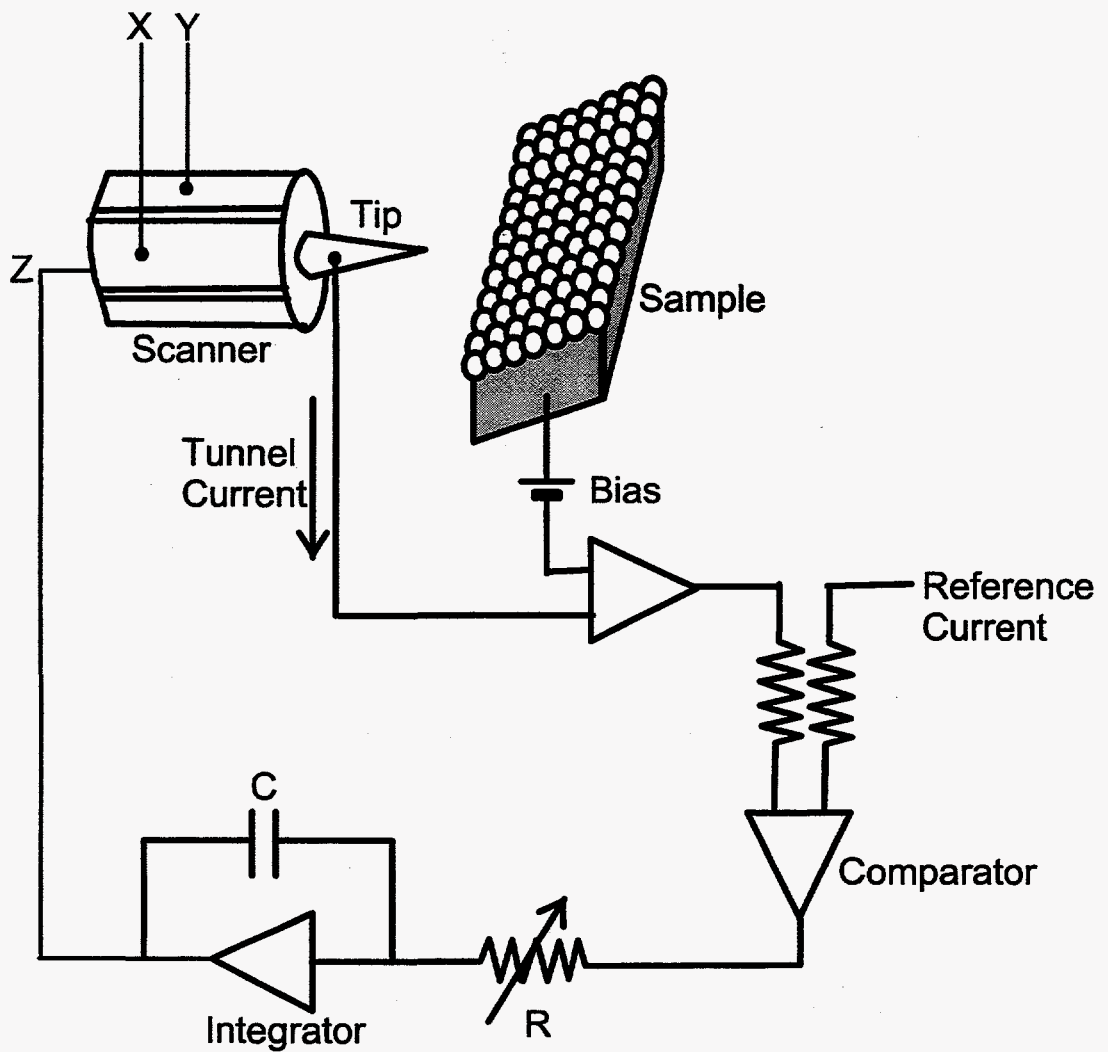 X Y
Tip
Z
Sample
Scanner
Tunnel
Current
Bias
Reference
Current
C
Comparator
Integrator
R